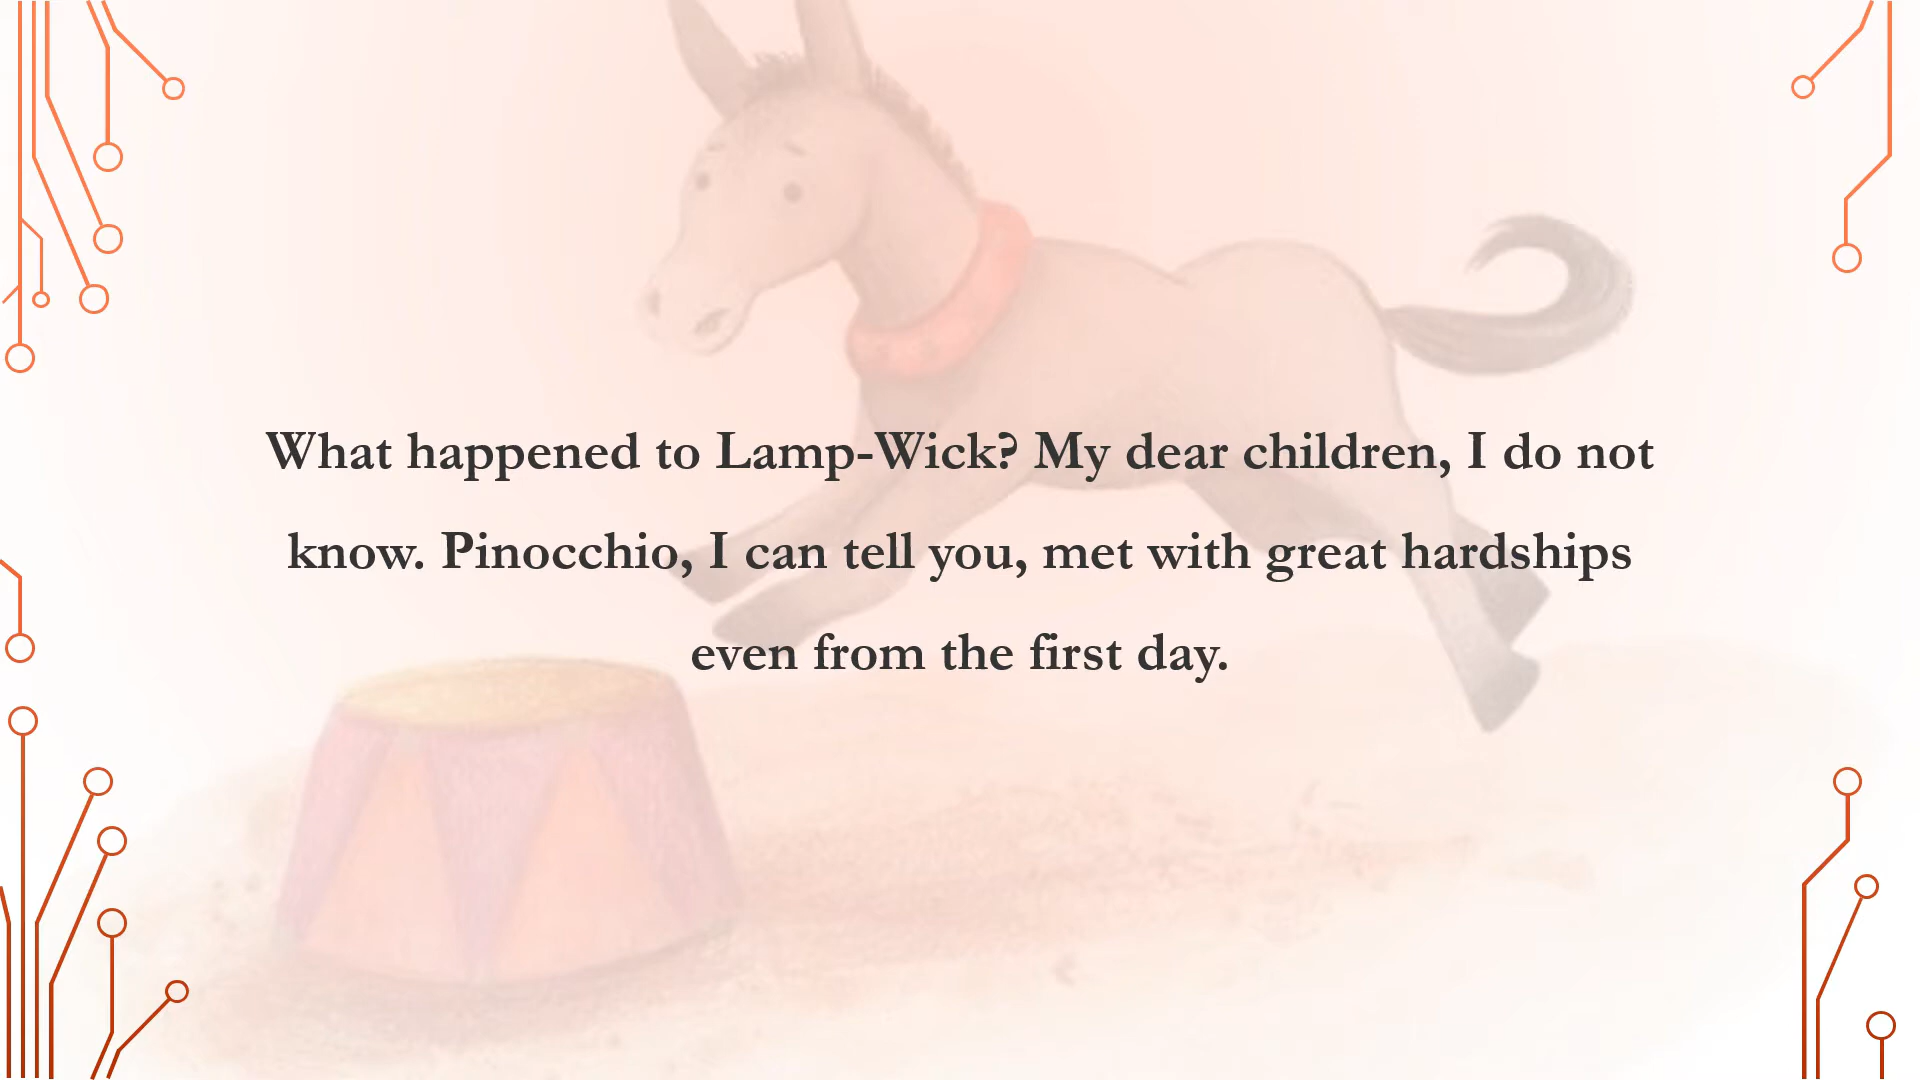 What happened to Lamp-Wick? My dear children, I do not
know. Pinocchio, I can tell you, met with great hardships
even from the first day.